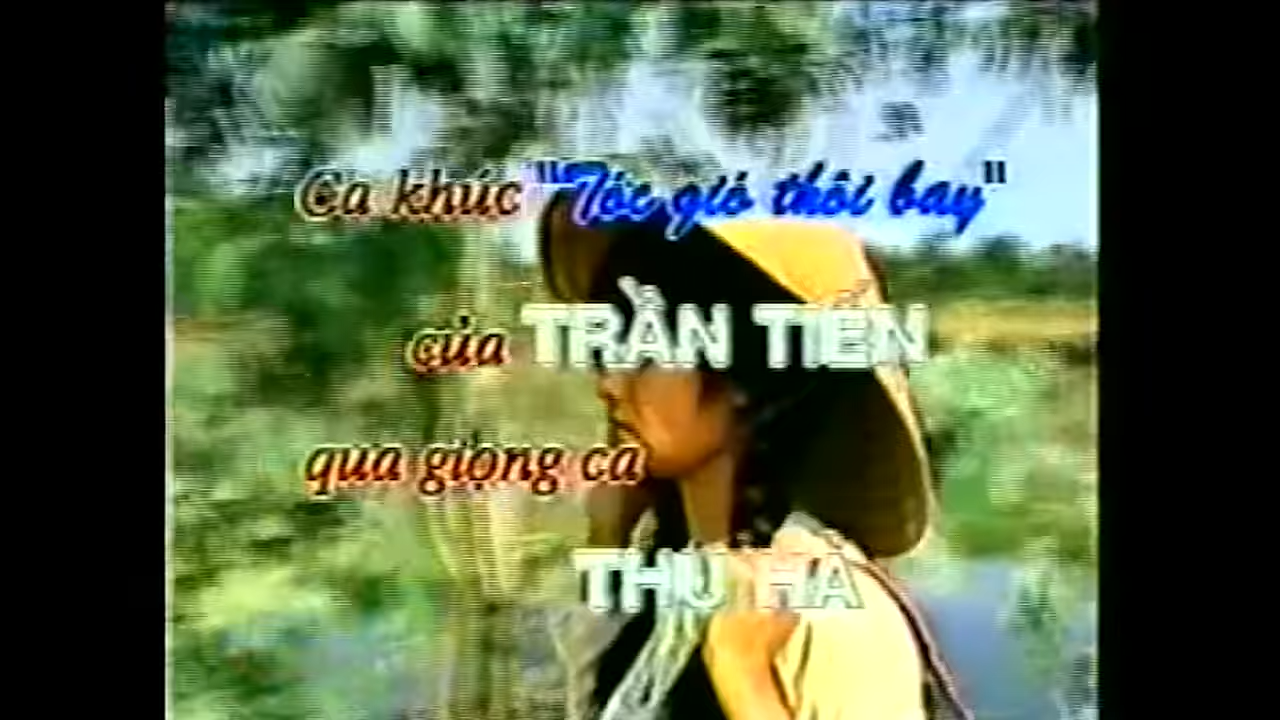 Ca khúc "Tóc gió thôi bay"
của TRẦN TIẾN
qua giọng ca
THU HÀ